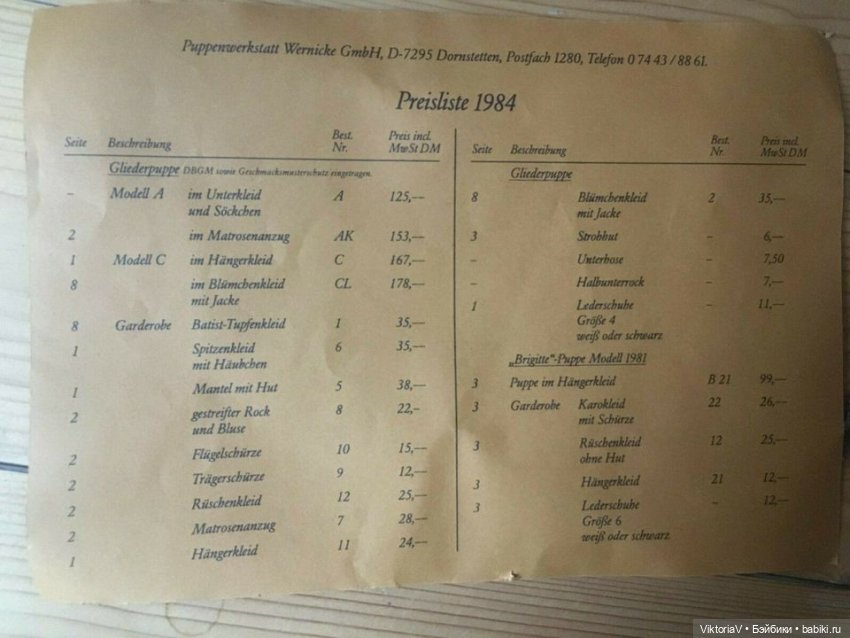 Puppenwerkstatt Wernicke GmbH, D-7295 Dornstetten, Postfach 1280, Telefon 0 74 43 / 88 61.
Preisliste 1984
Seite Beschreibung Best. Nr. Preis incl. MwSt DM
Gliederpuppe DBGM sowie Geschmacksmusterschutz eingetragen.
– Modell A im Unterkleid A 125,—
und Söckchen
2 im Matrosenanzug AK 153,—
1 Modell C im Hängerkleid C 167,—
8 im Blümchenkleid CL 178,—
mit Jacke
8 Garderobe Batist-Tupfenkleid 1 35,—
1 Spitzenkleid 6 35,—
mit Häubchen
1 Mantel mit Hut 5 38,—
2 gestreifter Rock 8 22,–
und Bluse
2 Flügelschürze 10 15,—
2 Trägerschürze 9 12,—
2 Rüschenkleid 12 25,—
2 Matrosenanzug 7 28,—
1 Hängerkleid 11 24,—
Seite Beschreibung Best. Nr. Preis incl. MwSt DM
Gliederpuppe
8 Blümchenkleid 2 35,—
mit Jacke
3 Strohhut – 6,—
– Unterhose – 7,50
– Halbunterrock – 7,—
1 Lederschuhe – 11,—
Größe 4
weiß oder schwarz
„Brigitte“-Puppe Modell 1981
3 Puppe im Hängerkleid B 21 99,—
3 Garderobe Karokleid 22 26,—
mit Schürze
3 Rüschenkleid 12 25,—
ohne Hut
3 Hängerkleid 21 12,—
3 Lederschuhe – 12,—
Größe 6
weiß oder schwarz
ViktoriaV • Бэйбики • babiki.ru